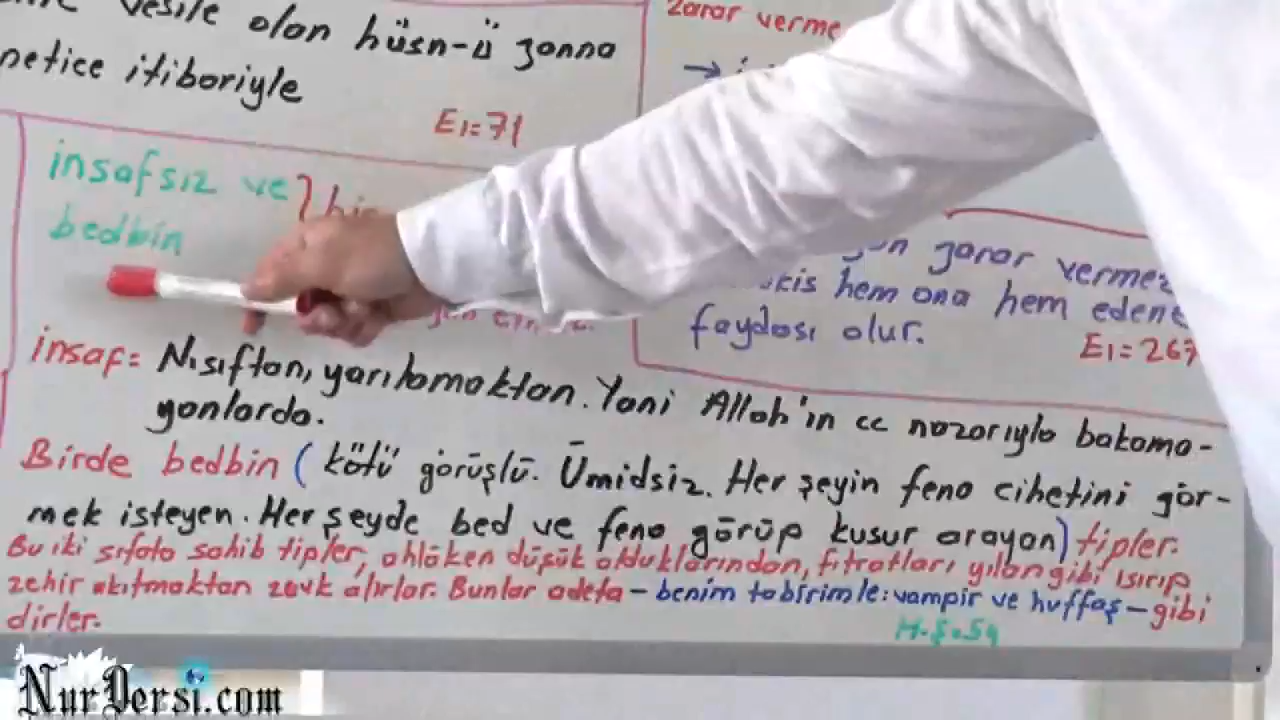 vesile olan hüsn-ü zanna
netice itibariyle
E1=71
zarar verme
insafsız ve
bedbin
zarar vermez
hem ona hem edene
faydası olur.
E1=267
insaf= Nısıftan, yarılamaktan. Yani Allah'ın cc nazarıyla bakama-
yanlarda.
Birde bedbin (kötü görüşlü. Ümidsiz. Her şeyin fena cihetini gör-
mek isteyen. Her şeyde bed ve fena görüp kusur arayan) tipler.
Bu iki sıfata sahib tipler, ahlâken düşük olduklarından, fıtratları yılan gibi ısırıp
zehir akıtmaktan zevk alırlar. Bunlar adeta - benim tabirimle: vampir ve huffaş - gibi
dirler.
H.Ş.54
NurDersi.com